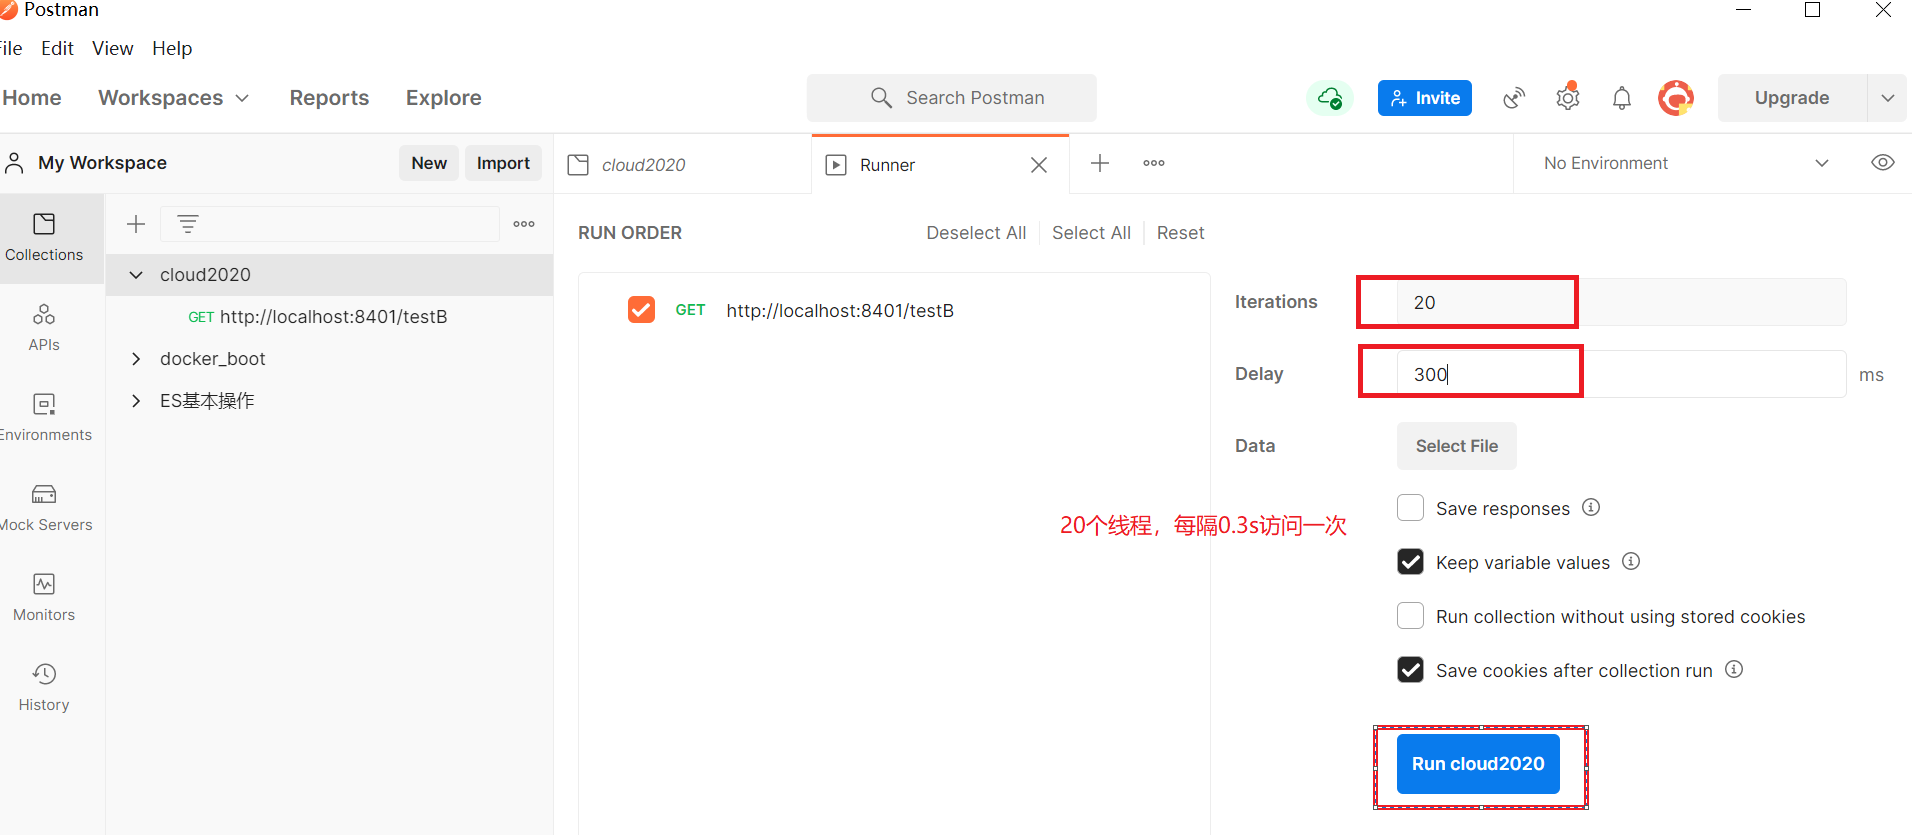 Postman
File Edit View Help
Home Workspaces Reports Explore Search Postman Invite Upgrade
My Workspace New Import cloud2020 Runner No Environment
Collections
APIs
Environments
Mock Servers
Monitors
History
cloud2020
GET http://localhost:8401/testB
docker_boot
ES基本操作
RUN ORDER Deselect All Select All Reset
GET http://localhost:8401/testB
Iterations 20
Delay 300 ms
Data Select File
Save responses
20个线程，每隔0.3s访问一次
Keep variable values
Run collection without using stored cookies
Save cookies after collection run
Run cloud2020